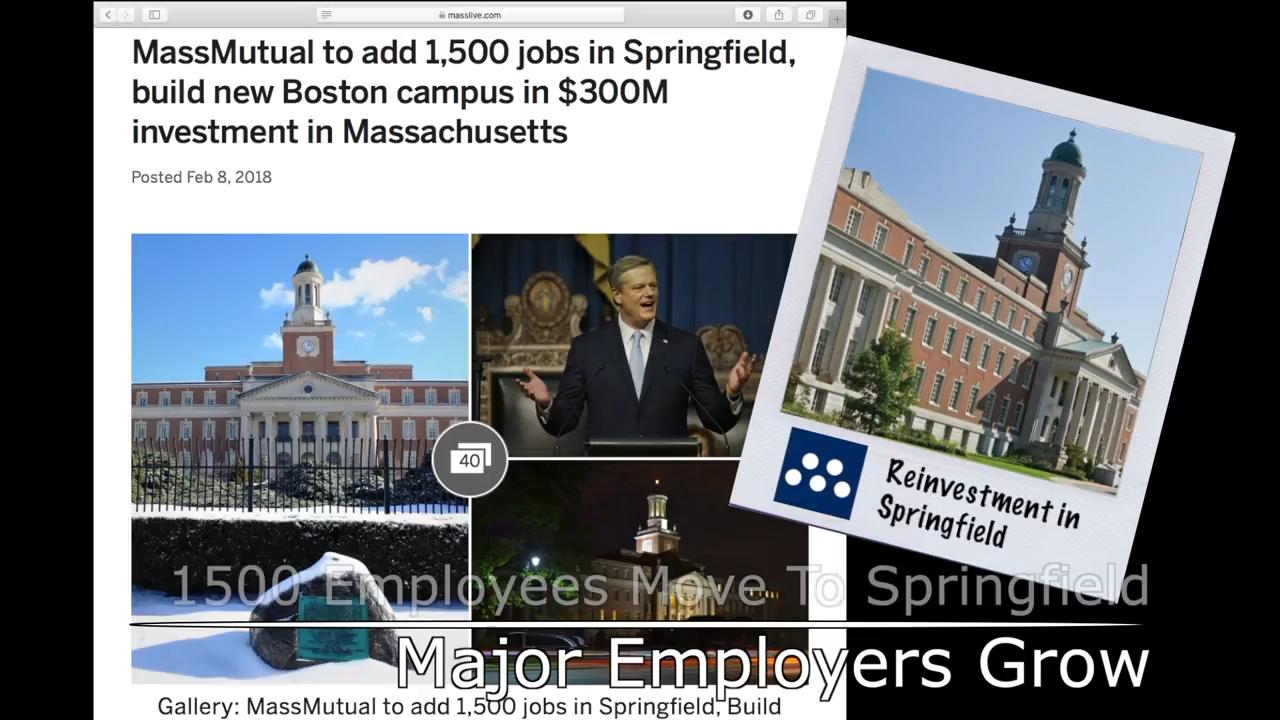 masslive.com
MassMutual to add 1,500 jobs in Springfield,
build new Boston campus in $300M
investment in Massachusetts
Posted Feb 8, 2018
40
Reinvestment in
Springfield
1500 Employees Move To Springfield
Major Employers Grow
Gallery: MassMutual to add 1,500 jobs in Springfield, Build